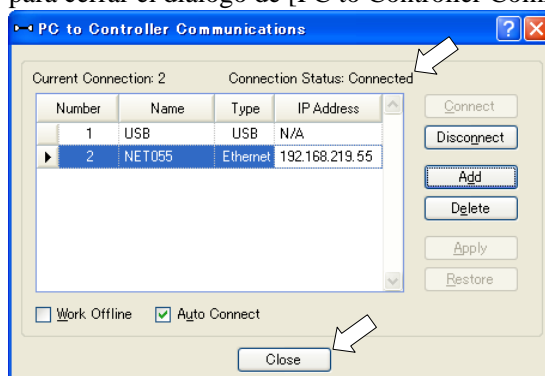 para cerrar el diálogo de [PC to Controller Com
PC to Controller Communications
Current Connection: 2 Connection Status: Connected
Number Name Type IP Address
1 USB USB N/A
2 NET055 Ethernet 192.168.219.55
Connect
Disconnect
Add
Delete
Apply
Restore
Work Offline Auto Connect
Close